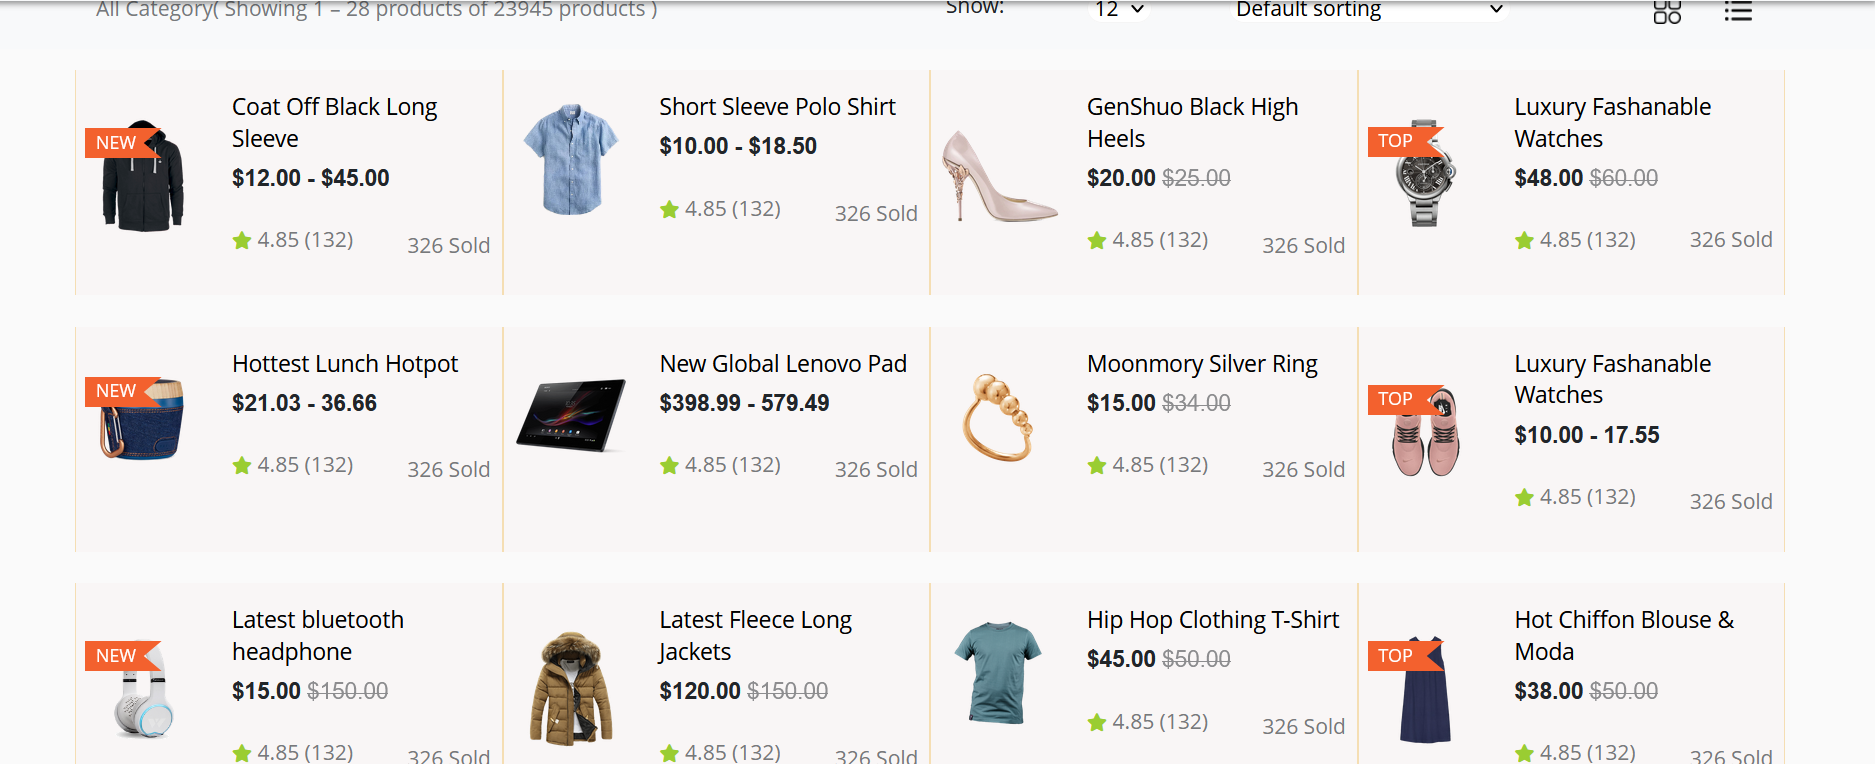 All Category( Showing 1 – 28 products of 23945 products )
Show:
12
Default sorting
NEW
Coat Off Black Long
Sleeve
$12.00 - $45.00
4.85 (132)
326 Sold
Short Sleeve Polo Shirt
$10.00 - $18.50
4.85 (132)
326 Sold
GenShuo Black High
Heels
$20.00 $25.00
4.85 (132)
326 Sold
TOP
Luxury Fashanable
Watches
$48.00 $60.00
4.85 (132)
326 Sold
NEW
Hottest Lunch Hotpot
$21.03 - 36.66
4.85 (132)
326 Sold
New Global Lenovo Pad
$398.99 - 579.49
4.85 (132)
326 Sold
Moonmory Silver Ring
$15.00 $34.00
4.85 (132)
326 Sold
TOP
Luxury Fashanable
Watches
$10.00 - 17.55
4.85 (132)
326 Sold
NEW
Latest bluetooth
headphone
$15.00 $150.00
4.85 (132)
326 Sold
Latest Fleece Long
Jackets
$120.00 $150.00
4.85 (132)
326 Sold
Hip Hop Clothing T-Shirt
$45.00 $50.00
4.85 (132)
326 Sold
TOP
Hot Chiffon Blouse &
Moda
$38.00 $50.00
4.85 (132)
326 Sold